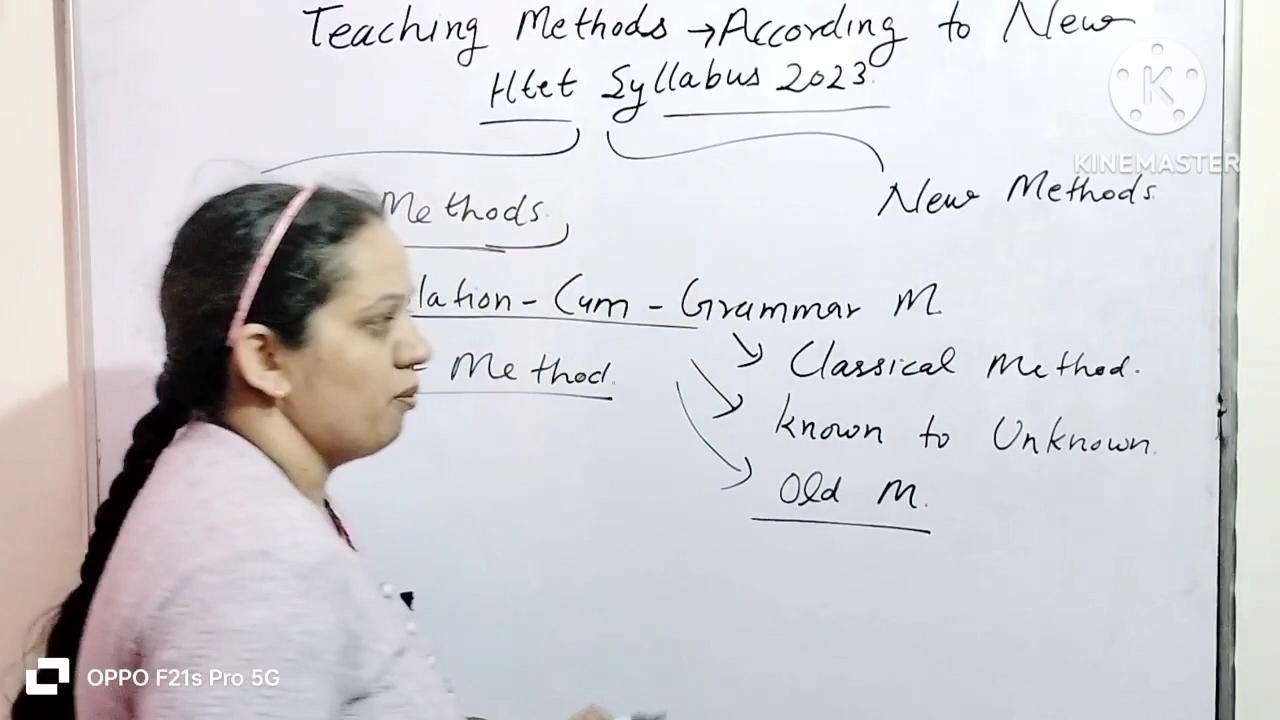 Teaching Methods → According to New
Htet Syllabus 2023.
Methods.
New Methods.
lation - Cum - Grammar M.
Method.
Classical Method.
known to Unknown.
Old M.
K
KINEMASTER
OPPO F21s Pro 5G